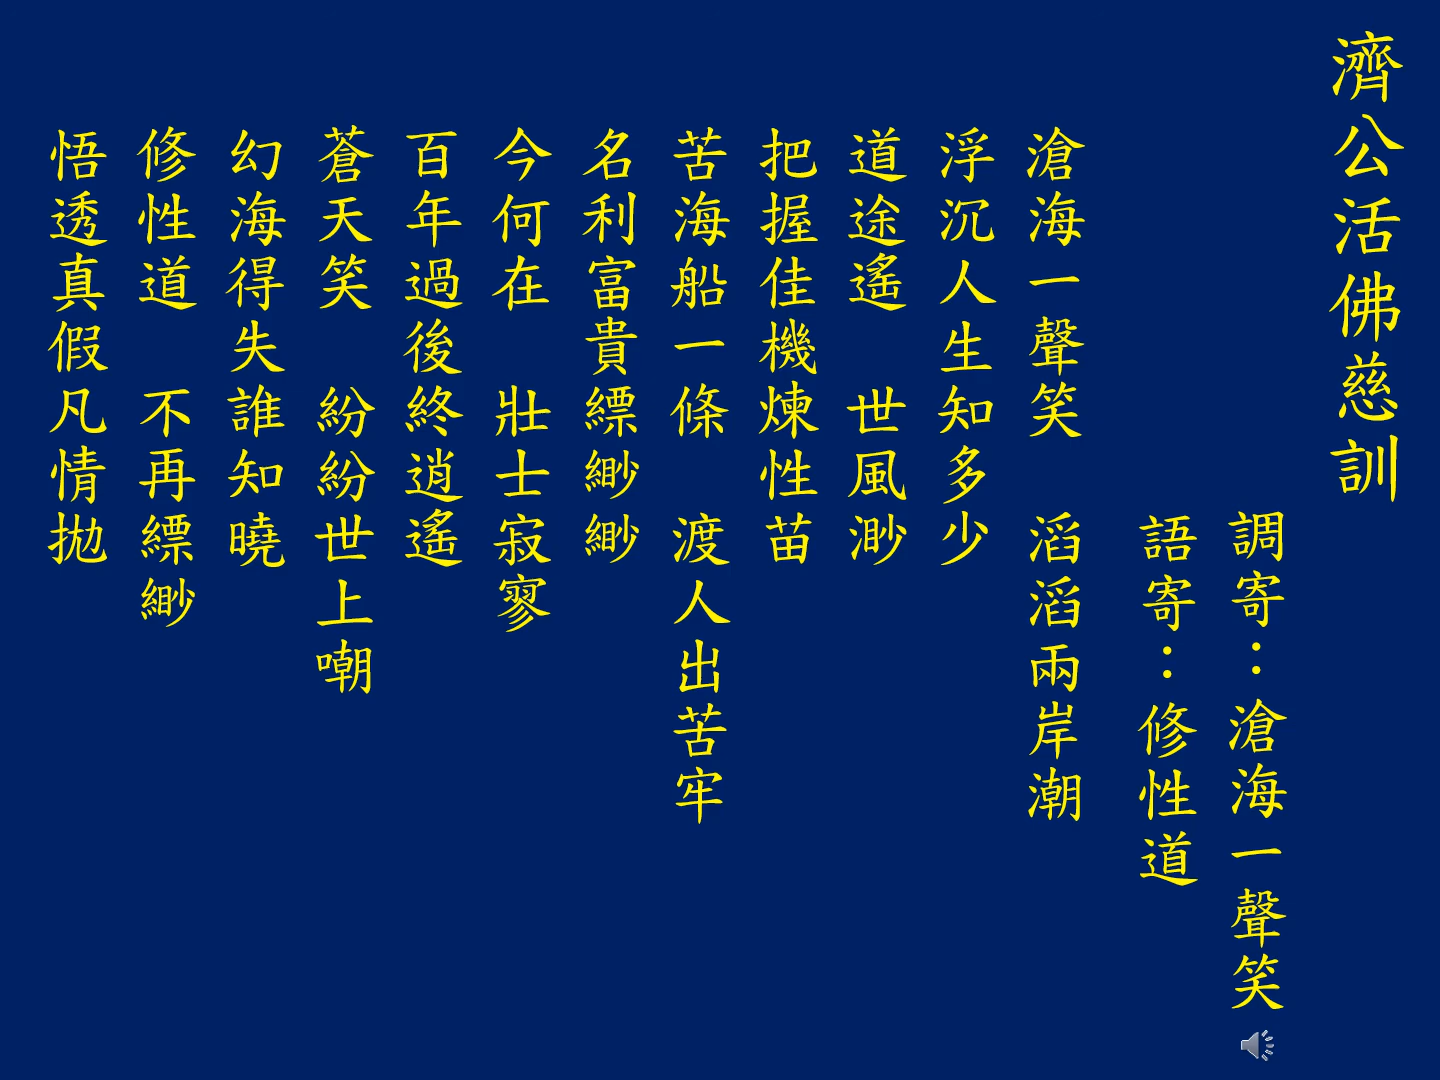 濟公活佛慈訓
調寄：滄海一聲笑
語寄：修性道
滄海一聲笑　滔滔兩岸潮
浮沉人生知多少
道途遙　世風渺
把握佳機煉性苗
苦海船一條　渡人出苦牢
名利富貴縹緲緲
今何在　壯士寂寥
百年過後終逍遙
蒼天笑　紛紛世上嘲
幻海得失誰知曉
修性道　不再縹緲
悟透真假凡情拋